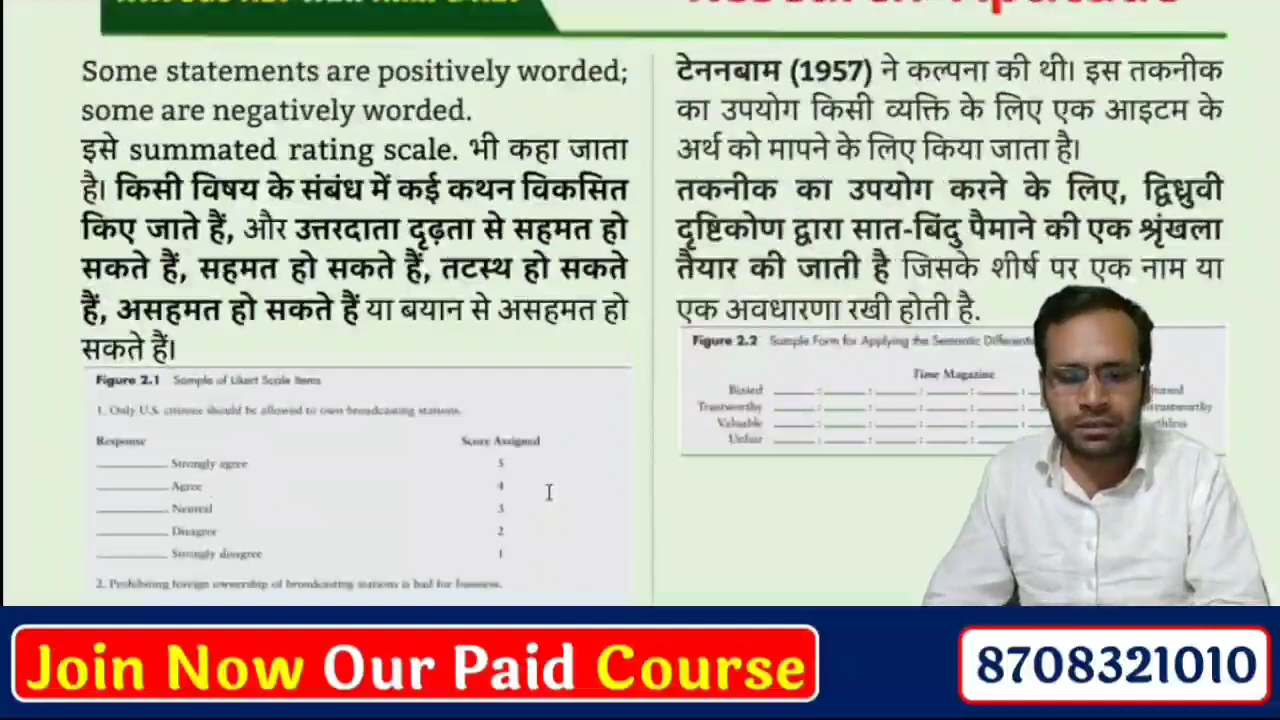 Some statements are positively worded;
some are negatively worded.
इसे summated rating scale. भी कहा जाता
है। किसी विषय के संबंध में कई कथन विकसित
किए जाते हैं, और उत्तरदाता दृढ़ता से सहमत हो
सकते हैं, सहमत हो सकते हैं, तटस्थ हो सकते
हैं, असहमत हो सकते हैं या बयान से असहमत हो
सकते हैं।
Figure 2.1 Sample of Likert Scale Items
1. Only U.S. citizens should be allowed to own broadcasting stations.
Response Score Assigned
Strongly agree 5
Agree 4
Neutral 3
Disagree 2
Strongly disagree 1
2. Prohibiting foreign ownership of broadcasting stations is bad for business.
टेननबाम (1957) ने कल्पना की थी। इस तकनीक
का उपयोग किसी व्यक्ति के लिए एक आइटम के
अर्थ को मापने के लिए किया जाता है।
तकनीक का उपयोग करने के लिए, द्विध्रुवी
दृष्टिकोण द्वारा सात-बिंदु पैमाने की एक श्रृंखला
तैयार की जाती है जिसके शीर्ष पर एक नाम या
एक अवधारणा रखी होती है.
Figure 2.2 Sample Form for Applying the Semantic
Time Magazine
Biased
Trustworthy
Valuable
Unfair
Join Now Our Paid Course
8708321010